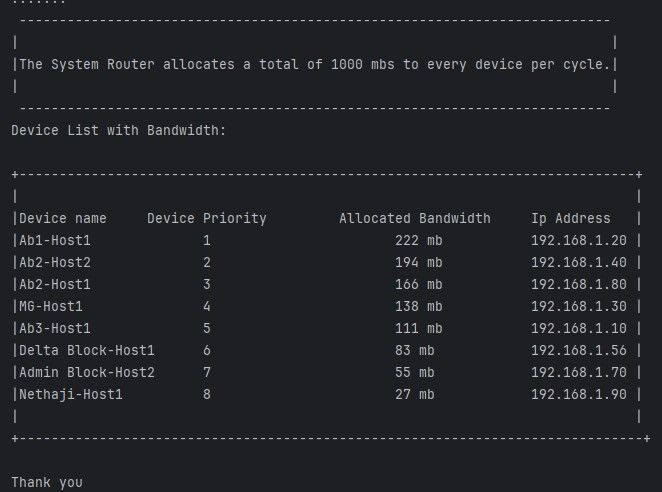 |The System Router allocates a total of 1000 mbs to every device per cycle.|
Device List with Bandwidth:
|Device name     Device Priority         Allocated Bandwidth     Ip Address   |
|Ab1-Host1              1                       222 mb           192.168.1.20 |
|Ab2-Host2              2                       194 mb           192.168.1.40 |
|Ab2-Host1              3                       166 mb           192.168.1.80 |
|MG-Host1               4                       138 mb           192.168.1.30 |
|Ab3-Host1              5                       111 mb           192.168.1.10 |
|Delta Block-Host1      6                       83 mb            192.168.1.56 |
|Admin Block-Host2      7                       55 mb            192.168.1.70 |
|Nethaji-Host1          8                       27 mb            192.168.1.90 |
Thank you